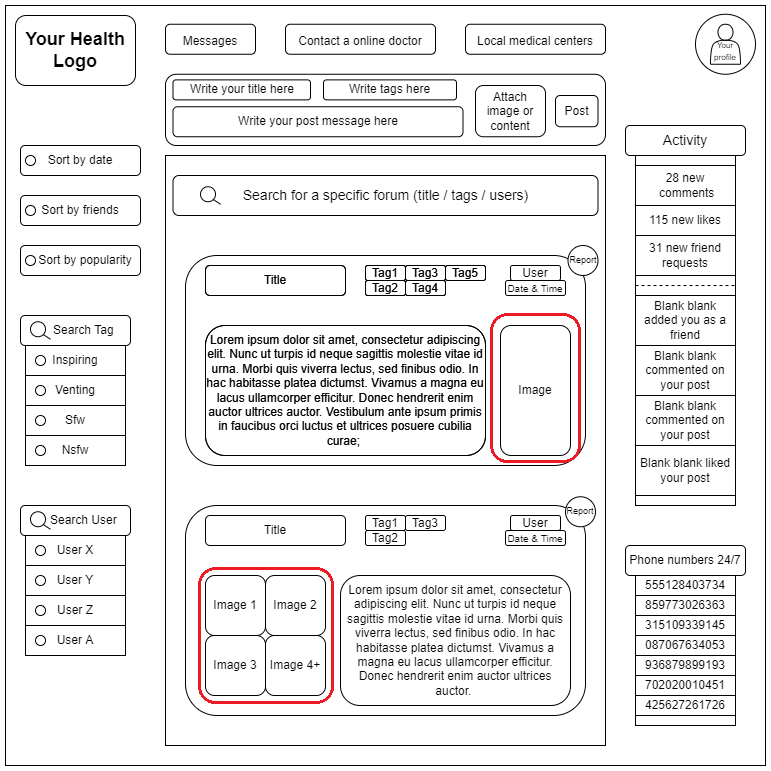 Your Health
Logo
Messages
Contact a online doctor
Local medical centers
Your
profile
Write your title here
Write tags here
Write your post message here
Attach
image or
content
Post
Sort by date
Sort by friends
Sort by popularity
Search Tag
Inspiring
Venting
Sfw
Nsfw
Search User
User X
User Y
User Z
User A
Search for a specific forum (title / tags / users)
Title
Tag1
Tag3
Tag5
Tag2
Tag4
User
Date & Time
Report
Lorem ipsum dolor sit amet, consectetur adipiscing
elit. Nunc ut turpis id neque sagittis molestie vitae id
urna. Morbi quis viverra lectus, sed finibus odio. In
hac habitasse platea dictumst. Vivamus a magna eu
lacus ullamcorper efficitur. Donec hendrerit enim
auctor ultrices auctor. Vestibulum ante ipsum primis
in faucibus orci luctus et ultrices posuere cubilia
curae;
Image
Title
Tag1
Tag3
Tag2
User
Date & Time
Report
Image 1
Image 2
Image 3
Image 4+
Lorem ipsum dolor sit amet, consectetur
adipiscing elit. Nunc ut turpis id neque
sagittis molestie vitae id urna. Morbi quis
viverra lectus, sed finibus odio. In hac
habitasse platea dictumst. Vivamus a
magna eu lacus ullamcorper efficitur.
Donec hendrerit enim auctor ultrices
auctor.
Activity
28 new
comments
115 new likes
31 new friend
requests
Blank blank
added you as a
friend
Blank blank
commented on
your post
Blank blank
commented on
your post
Blank blank liked
your post
Phone numbers 24/7
555128403734
859773026363
315109339145
087067634053
936879899193
702020010451
425627261726